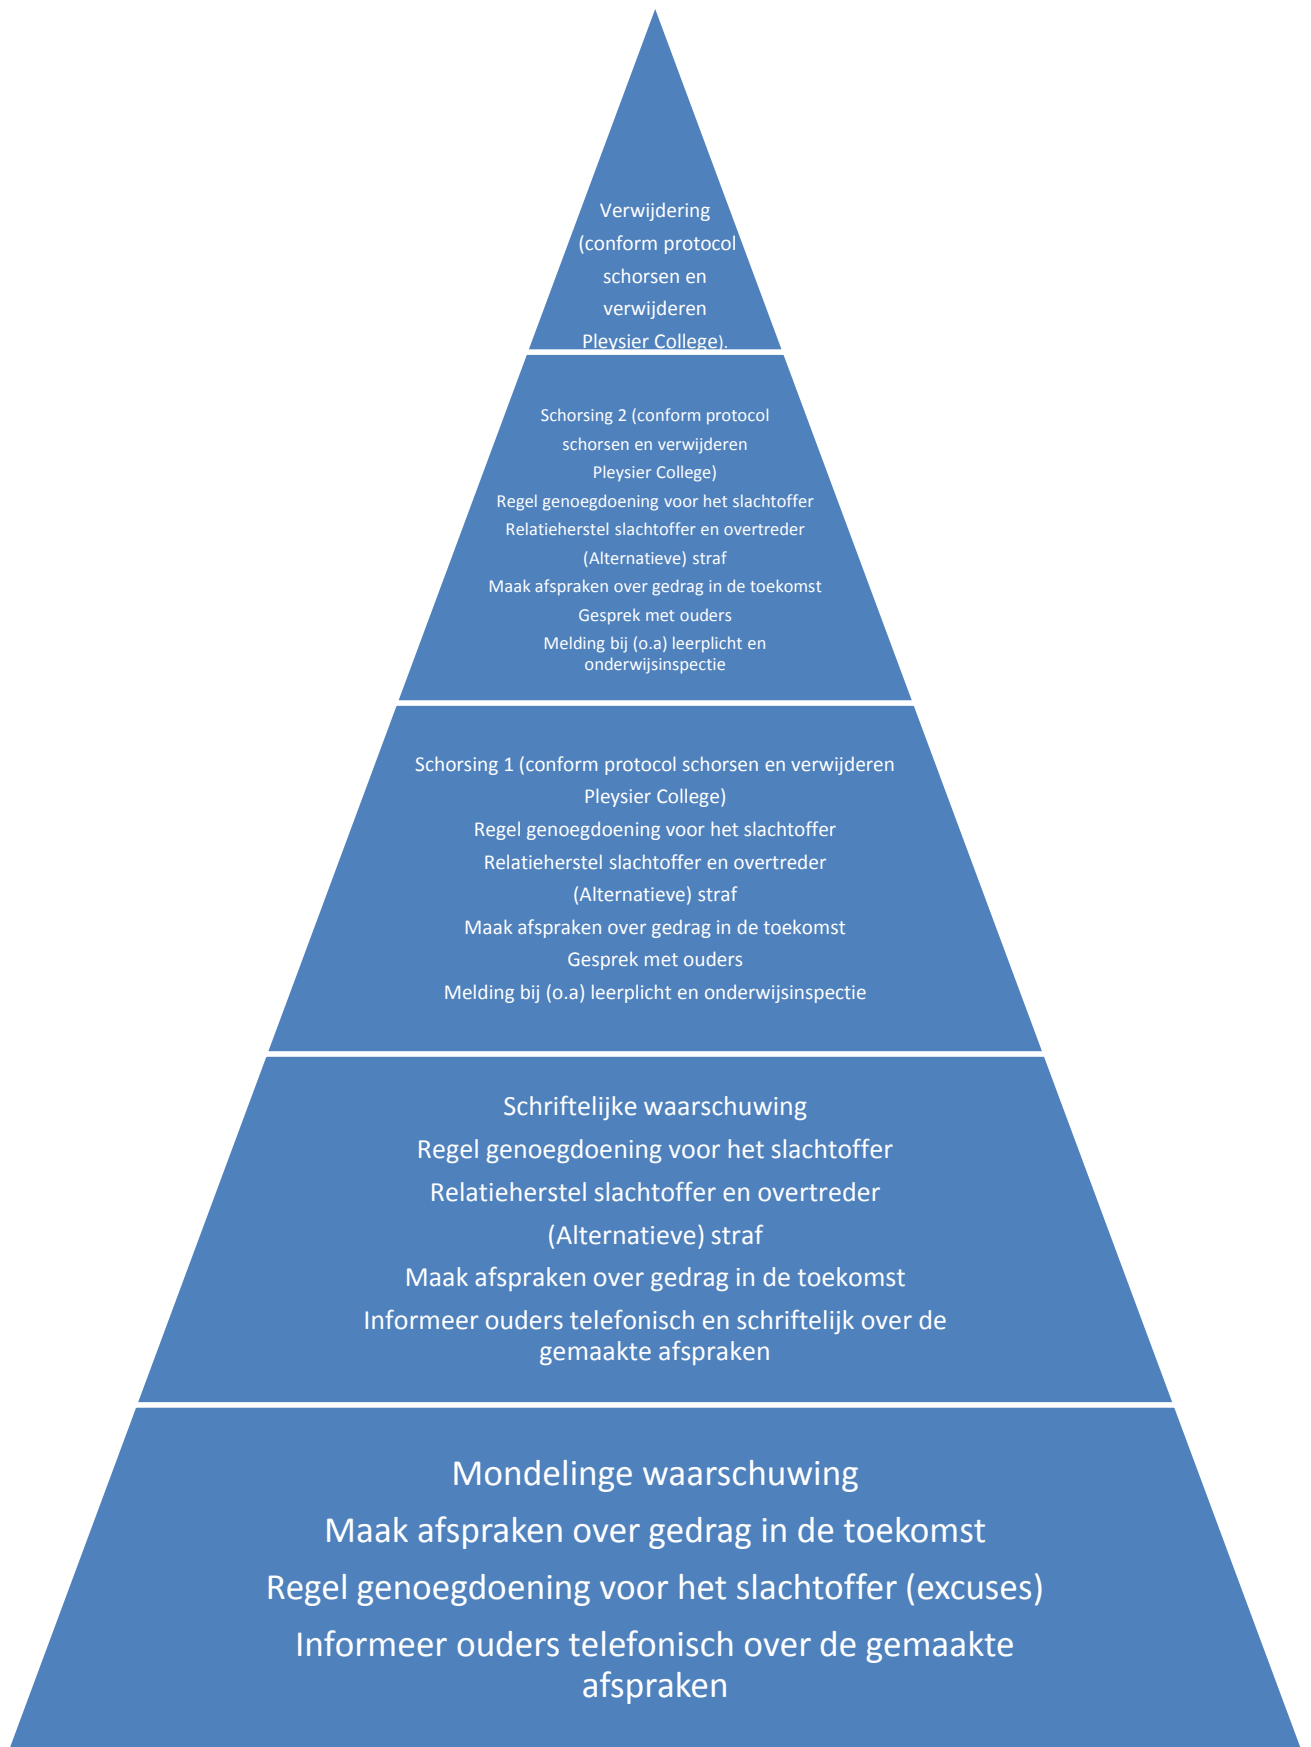 Verwijdering
(conform protocol
schorsen en
verwijderen
Pleysier College).
Schorsing 2 (conform protocol
schorsen en verwijderen
Pleysier College)
Regel genoegdoening voor het slachtoffer
Relatieherstel slachtoffer en overtreder
(Alternatieve) straf
Maak afspraken over gedrag in de toekomst
Gesprek met ouders
Melding bij (o.a) leerplicht en
onderwijsinspectie
Schorsing 1 (conform protocol schorsen en verwijderen
Pleysier College)
Regel genoegdoening voor het slachtoffer
Relatieherstel slachtoffer en overtreder
(Alternatieve) straf
Maak afspraken over gedrag in de toekomst
Gesprek met ouders
Melding bij (o.a) leerplicht en onderwijsinspectie
Schriftelijke waarschuwing
Regel genoegdoening voor het slachtoffer
Relatieherstel slachtoffer en overtreder
(Alternatieve) straf
Maak afspraken over gedrag in de toekomst
Informeer ouders telefonisch en schriftelijk over de
gemaakte afspraken
Mondelinge waarschuwing
Maak afspraken over gedrag in de toekomst
Regel genoegdoening voor het slachtoffer (excuses)
Informeer ouders telefonisch over de gemaakte
afspraken